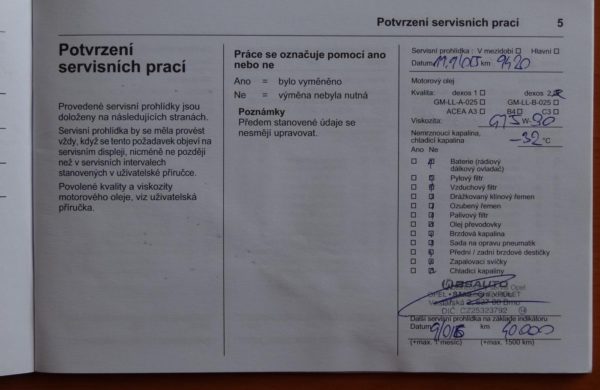 Potvrzení servisních prací 5
Potvrzení
servisních prací
Provedené servisní prohlídky jsou
doloženy na následujících stranách.
Servisní prohlídka by se měla provést
vždy, když se tento požadavek objeví na
servisním displeji, nicméně ne později
než v servisních intervalech
stanovených v uživatelské příručce.
Povolené kvality a viskozity
motorového oleje, viz uživatelská
příručka.
Práce se označuje pomocí ano
nebo ne
Ano = bylo vyměněno
Ne = výměna nebyla nutná
Poznámky
Předem stanovené údaje se
nesmějí upravovat.
Servisní prohlídka : V mezidobí Hlavní
Datum km 9420
Motorový olej
Kvalita: dexos 1 dexos 2
GM-LL-A-025 GM-LL-B-025
ACEA A3 B4 C3
Viskozita: W-
Nemrznoucí kapalina,
chladicí kapalina -32 °C
Ano Ne
Baterie (rádiový
dálkový ovladač)
Pylový filtr
Vzduchový filtr
Drážkovaný klínový řemen
Ozubený řemen
Palivový filtr
Olej převodovky
Brzdová kapalina
Sada na opravu pneumatik
Přední / zadní brzdové destičky
Zapalovací svíčky
Chladicí kapaliny
Opel
DIČ: CZ25323792
Další servisní prohlídka na základě indikátoru
Datum km 40000
(+max. 1 měsíc) (+max. 1500 km)